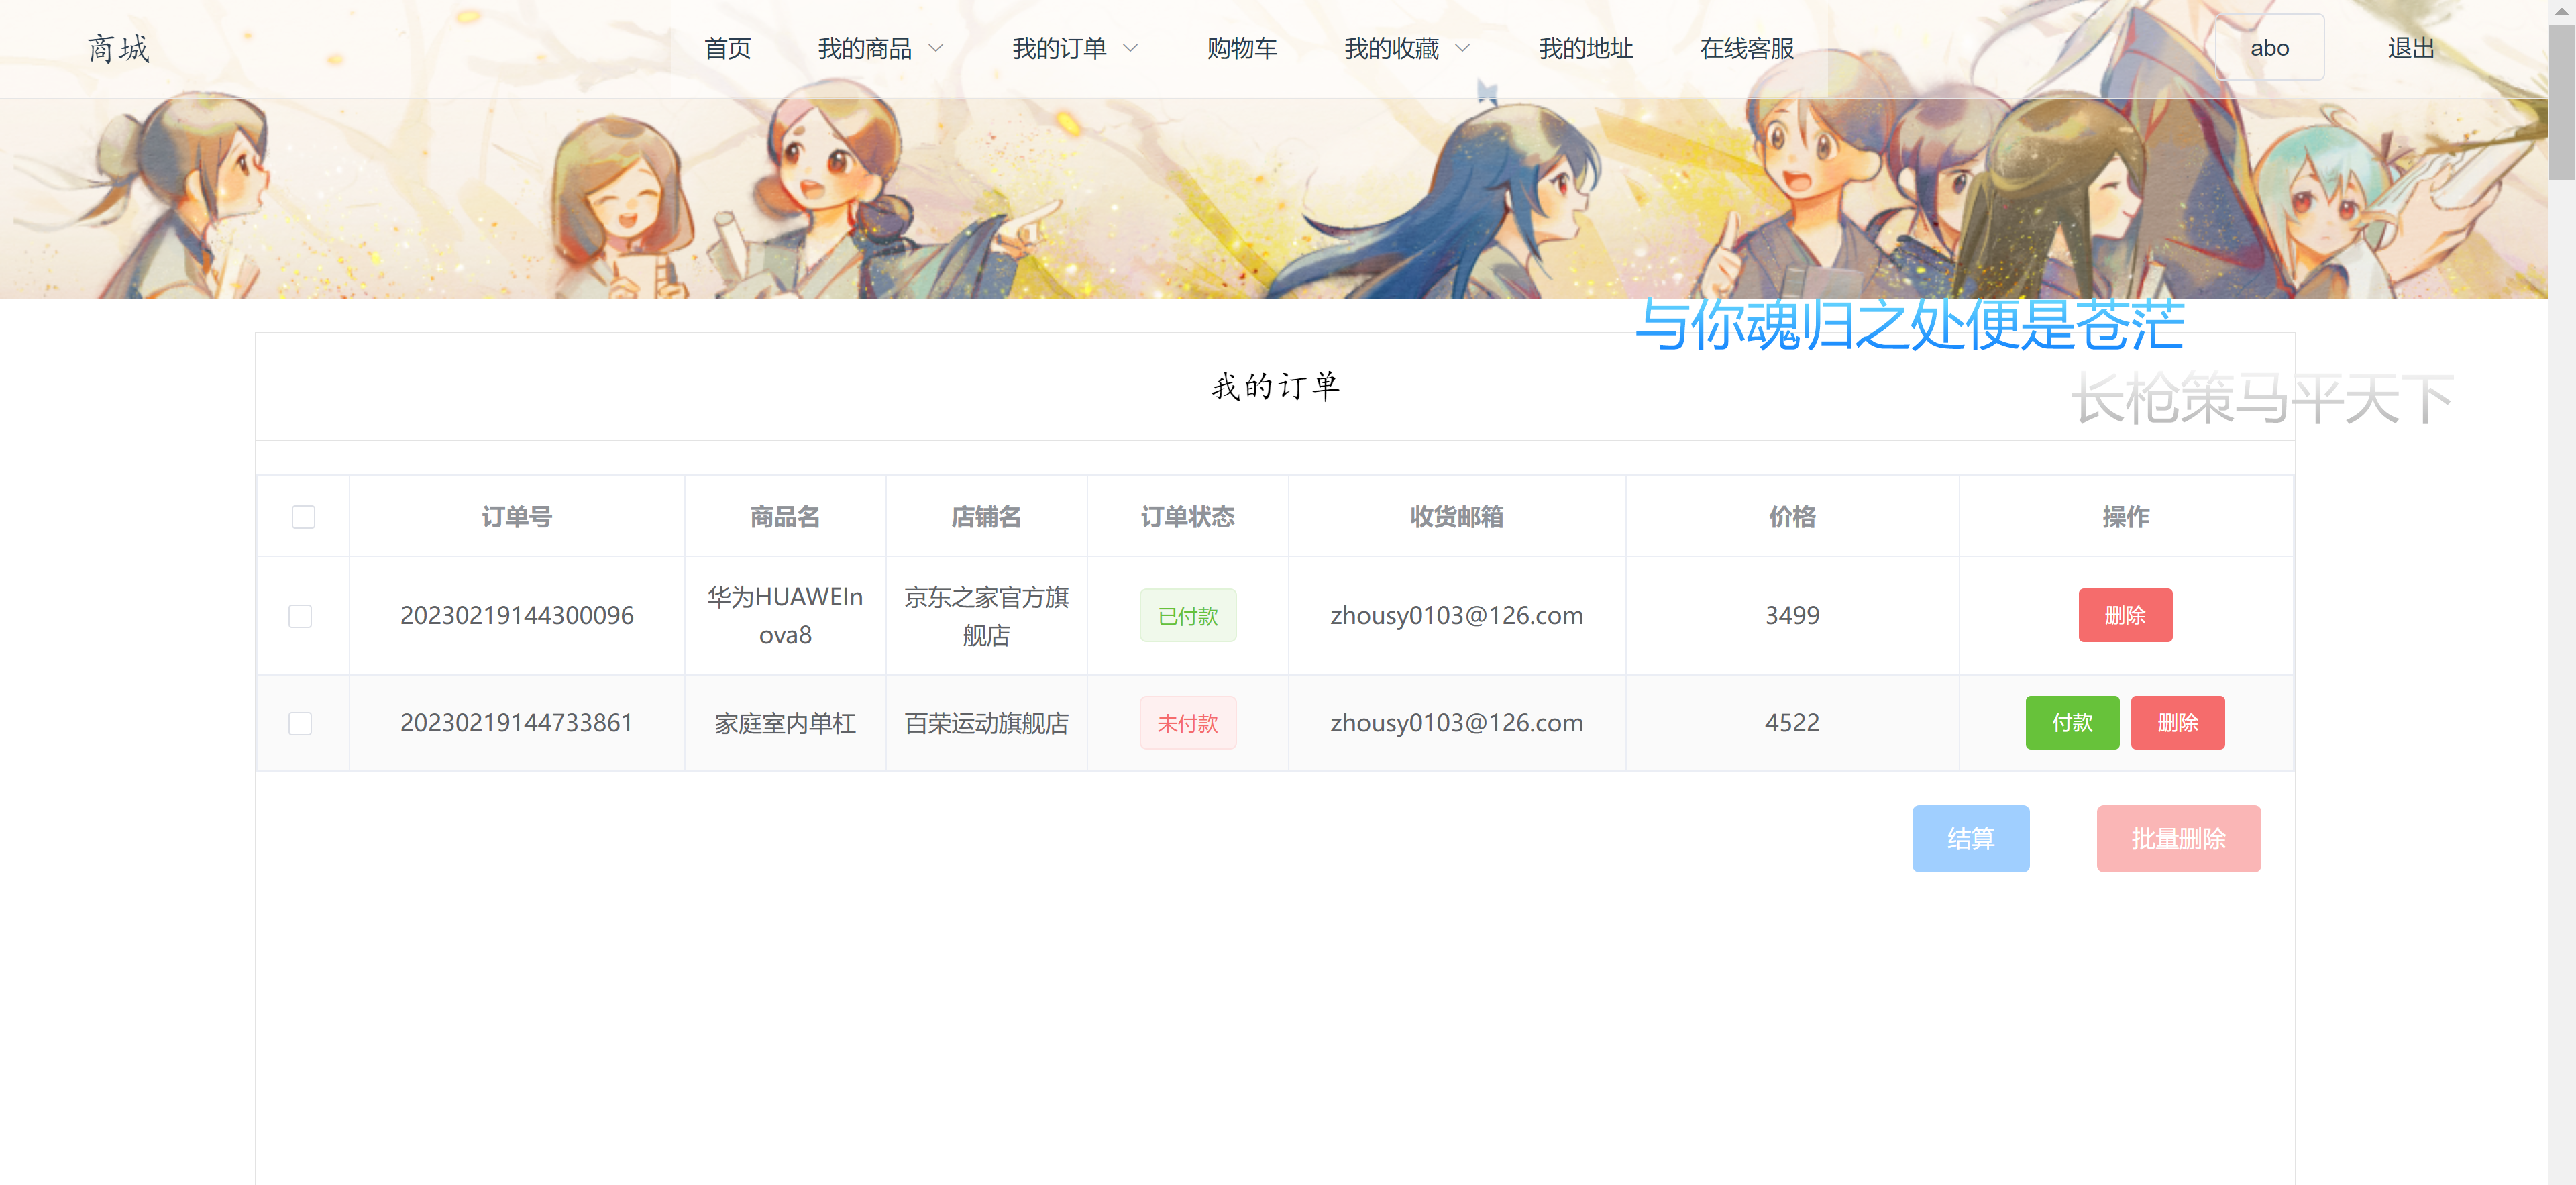 商城 首页 我的商品 我的订单 购物车 我的收藏 我的地址 在线客服 abo 退出
与你魂归之处便是苍茫
长枪策马平天下
我的订单
订单号 商品名 店铺名 订单状态 收货邮箱 价格 操作
20230219144300096 华为HUAWEIn 京东之家官方旗 已付款 zhousy0103@126.com 3499 删除
ova8 舰店
20230219144733861 家庭室内单杠 百荣运动旗舰店 未付款 zhousy0103@126.com 4522 付款 删除
结算 批量删除